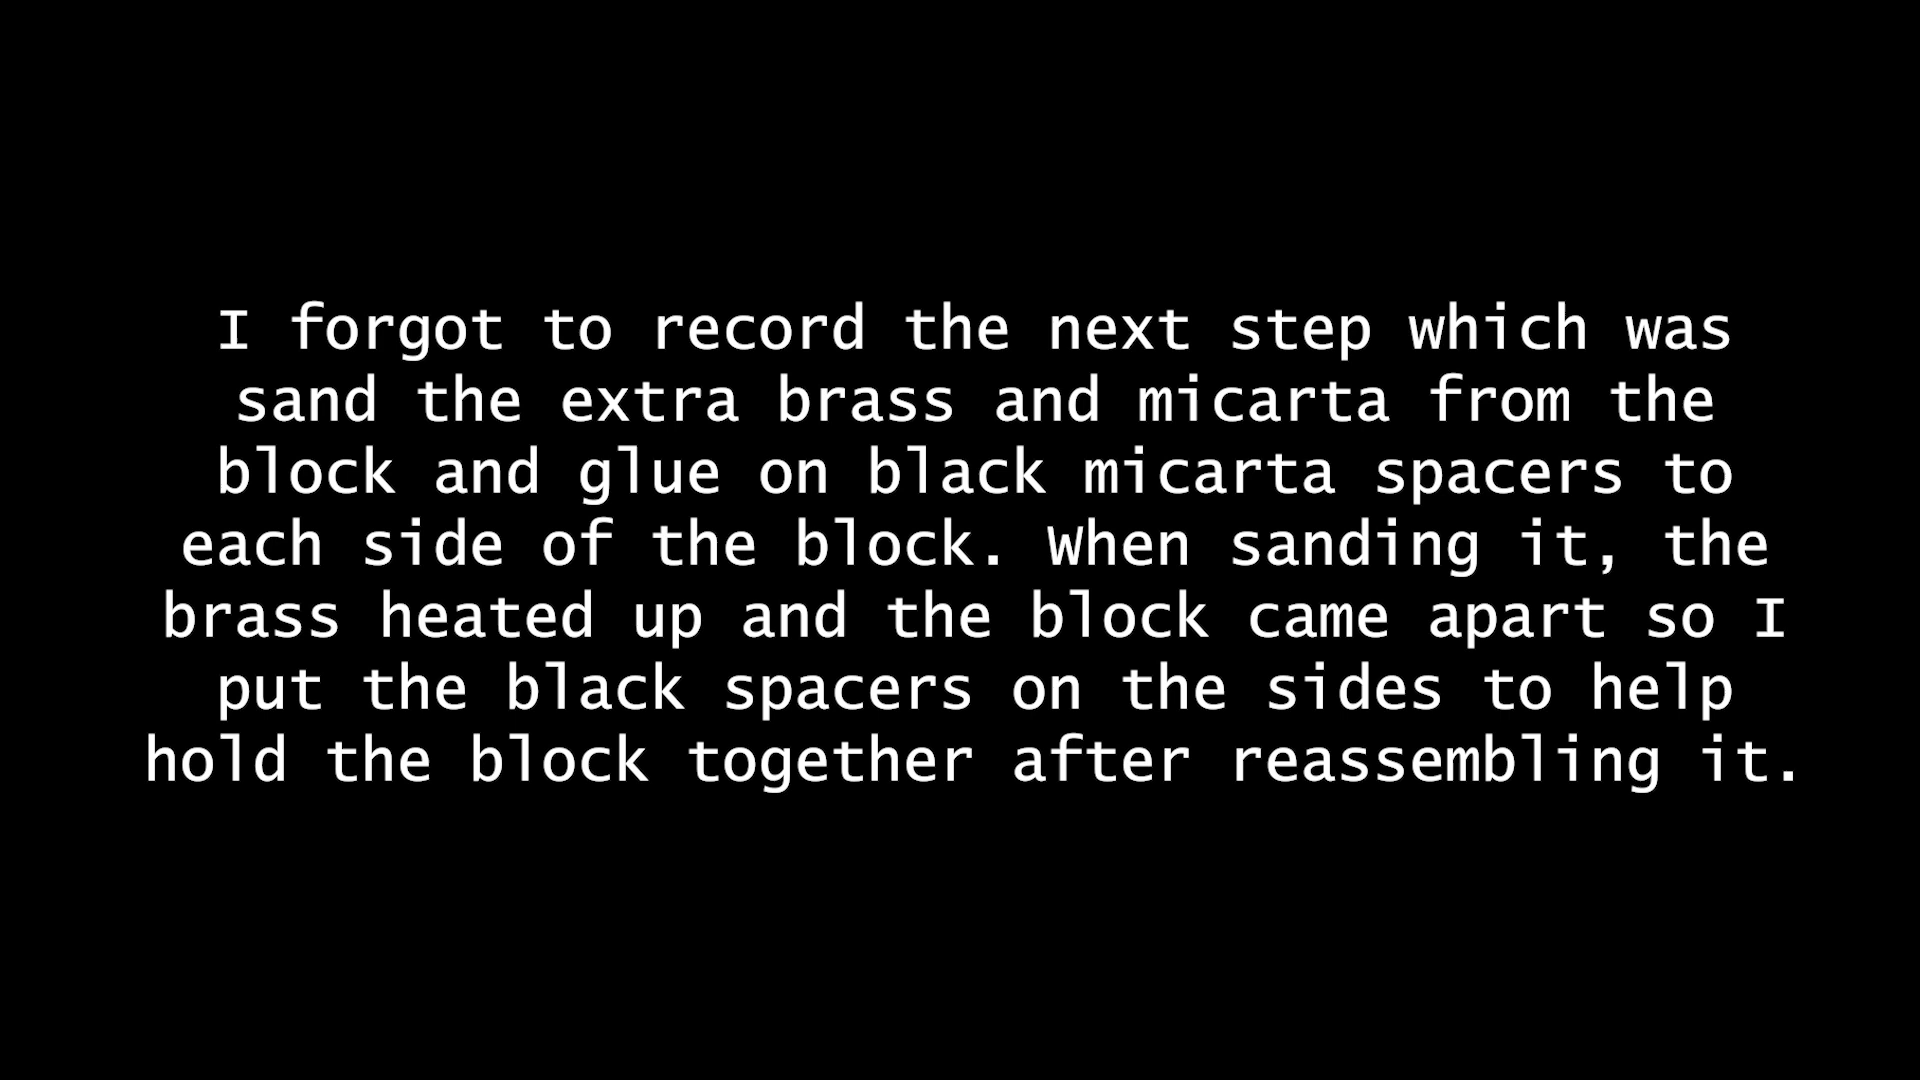 I forgot to record the next step which was
sand the extra brass and micarta from the
block and glue on black micarta spacers to
each side of the block. When sanding it, the
brass heated up and the block came apart so I
put the black spacers on the sides to help
hold the block together after reassembling it.